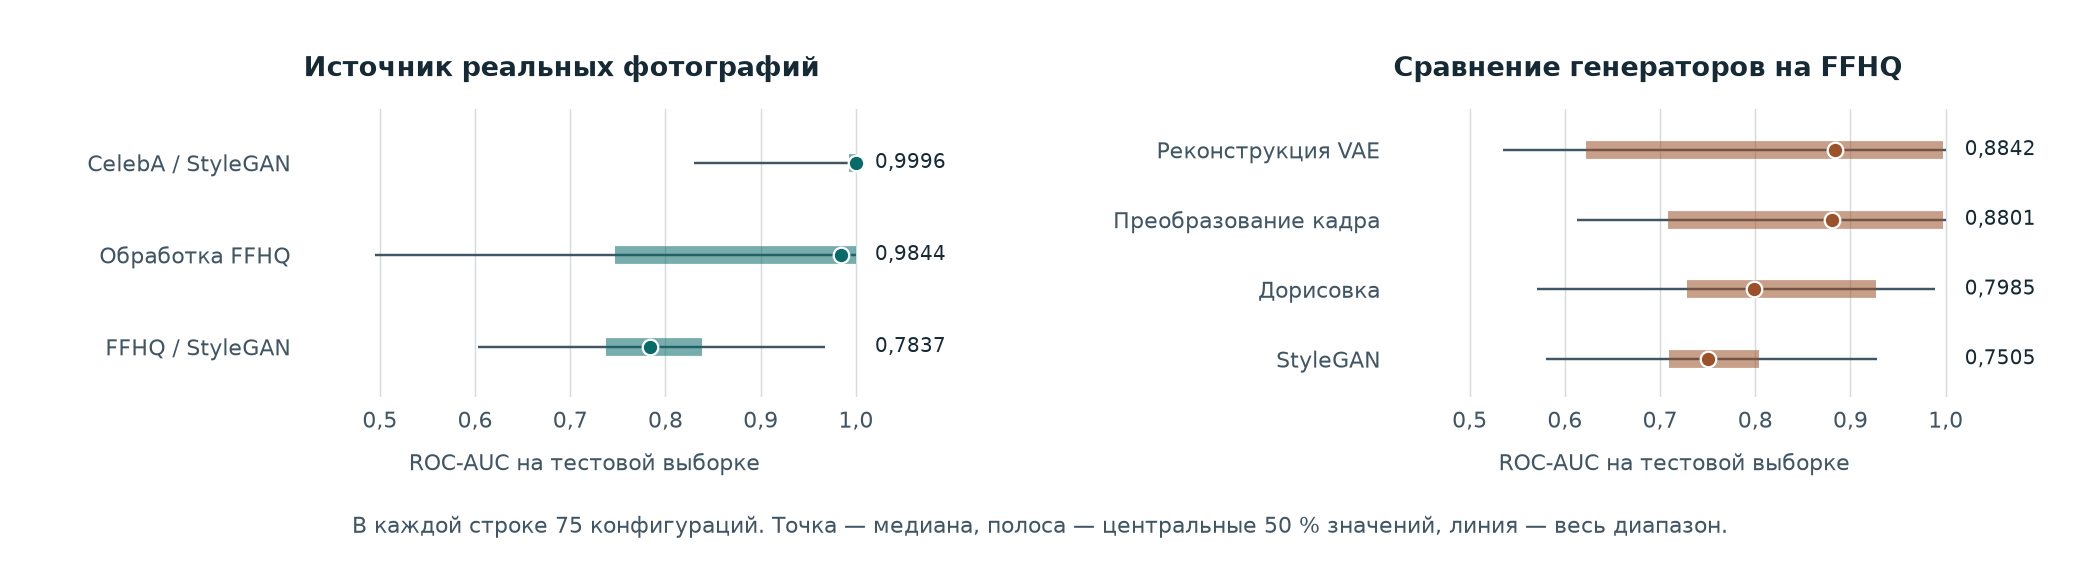 Источник реальных фотографий
CelebA / StyleGAN
0,9996
Обработка FFHQ
0,9844
FFHQ / StyleGAN
0,7837
0,5 0,6 0,7 0,8 0,9 1,0
ROC-AUC на тестовой выборке
Сравнение генераторов на FFHQ
Реконструкция VAE
0,8842
Преобразование кадра
0,8801
Дорисовка
0,7985
StyleGAN
0,7505
0,5 0,6 0,7 0,8 0,9 1,0
ROC-AUC на тестовой выборке
В каждой строке 75 конфигураций. Точка — медиана, полоса — центральные 50 % значений, линия — весь диапазон.